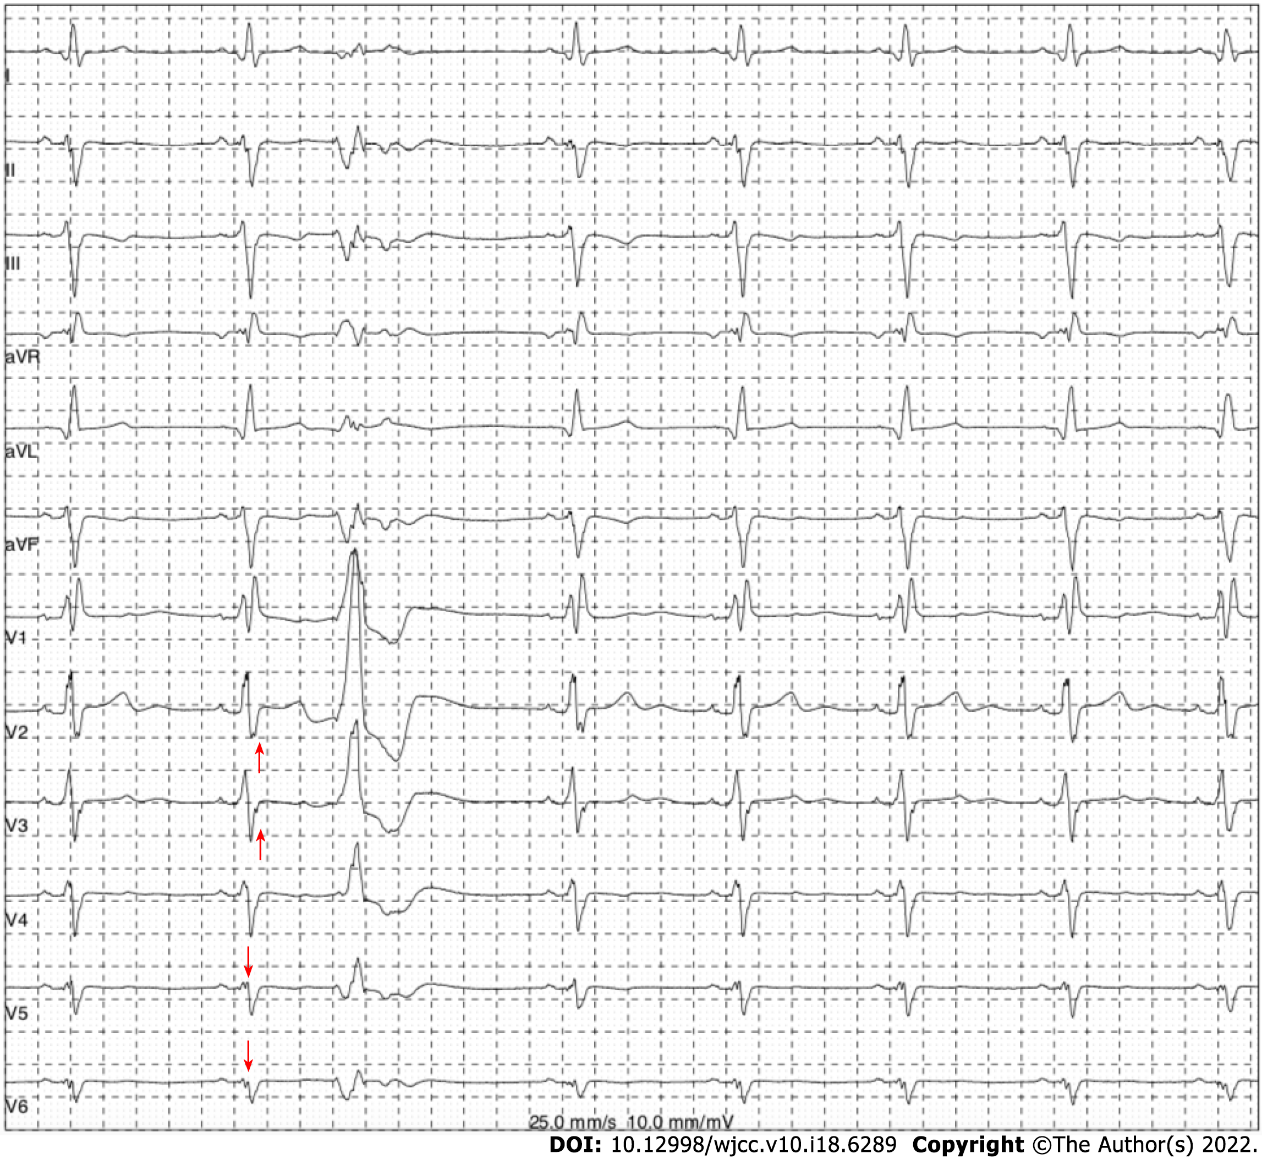 I
II
III
aVR
aVL
aVF
V1
V2
V3
V4
V5
V6
25.0 mm/s 10.0 mm/mV
DOI: 10.12998/wjcc.v10.i18.6289 Copyright ©The Author(s) 2022.